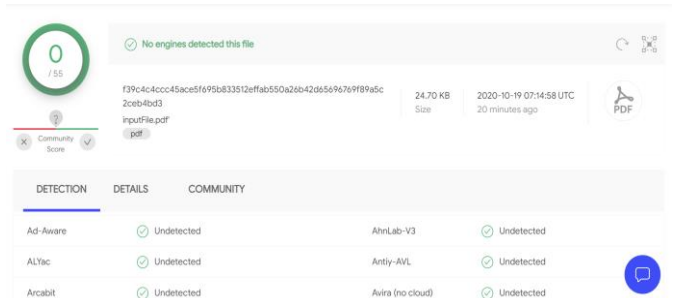 0
/ 55
No engines detected this file
f39c4c4ccc45ace5f695b833512effab550a26b42d65696769f89a5c
2ceb4bd3
inputFile.pdf
pdf
24.70 KB
Size
2020-10-19 07:14:58 UTC
20 minutes ago
PDF
?
Community
Score
DETECTION DETAILS COMMUNITY
Ad-Aware Undetected AhnLab-V3 Undetected
ALYac Undetected Antiy-AVL Undetected
Arcabit Undetected Avira (no cloud) Undetected